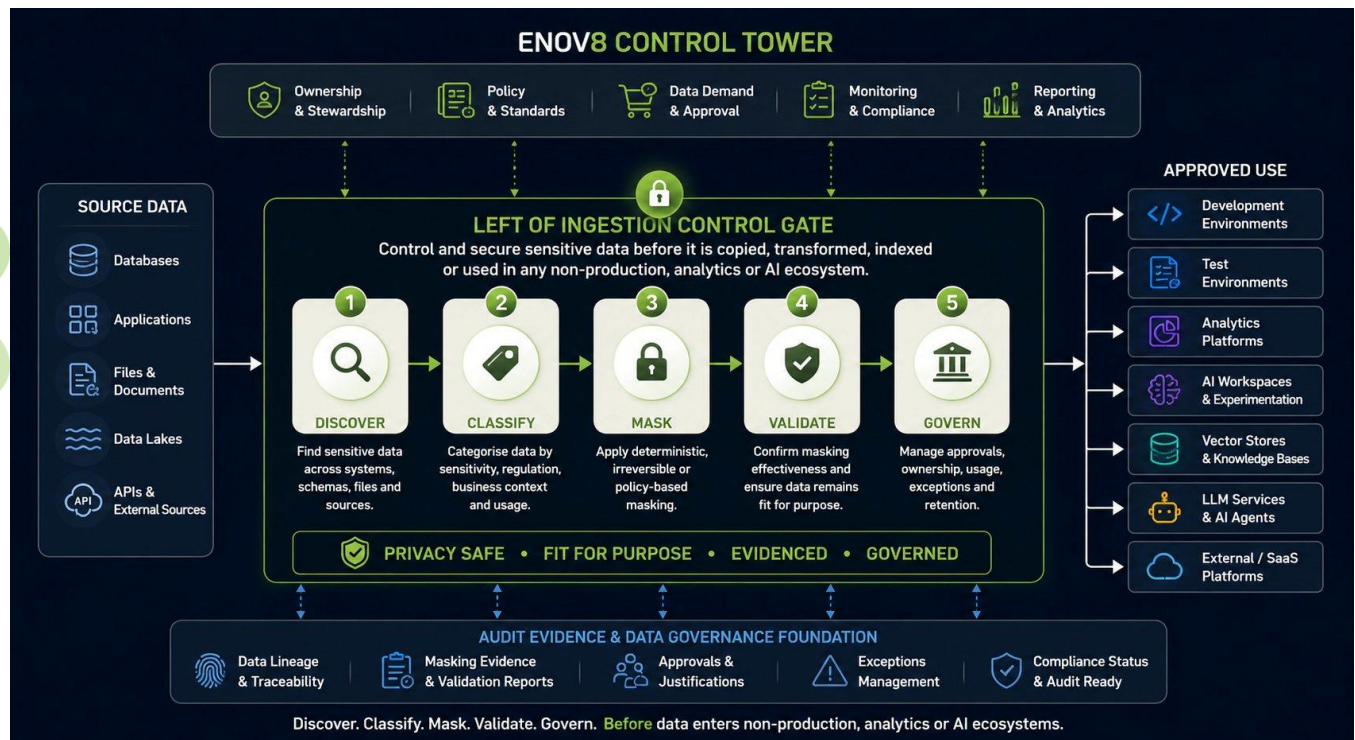 ENOV8 CONTROL TOWER
Ownership
& Stewardship
Policy
& Standards
Data Demand
& Approval
Monitoring
& Compliance
Reporting
& Analytics
SOURCE DATA
Databases
Applications
Files &
Documents
Data Lakes
API
APIs &
External Sources
LEFT OF INGESTION CONTROL GATE
Control and secure sensitive data before it is copied, transformed, indexed
or used in any non-production, analytics or AI ecosystem.
1
DISCOVER
Find sensitive data
across systems,
schemas, files and
sources.
2
CLASSIFY
Categorise data by
sensitivity, regulation,
business context
and usage.
3
MASK
Apply deterministic,
irreversible or
policy-based
masking.
4
VALIDATE
Confirm masking
effectiveness and
ensure data remains
fit for purpose.
5
GOVERN
Manage approvals,
ownership, usage,
exceptions and
retention.
PRIVACY SAFE • FIT FOR PURPOSE • EVIDENCED • GOVERNED
APPROVED USE
Development
Environments
Test
Environments
Analytics
Platforms
AI Workspaces
& Experimentation
Vector Stores
& Knowledge Bases
LLM Services
& AI Agents
External / SaaS
Platforms
AUDIT EVIDENCE & DATA GOVERNANCE FOUNDATION
Data Lineage
& Traceability
Masking Evidence
& Validation Reports
Approvals &
Justifications
Exceptions
Management
Compliance Status
& Audit Ready
Discover. Classify. Mask. Validate. Govern. Before data enters non-production, analytics or AI ecosystems.